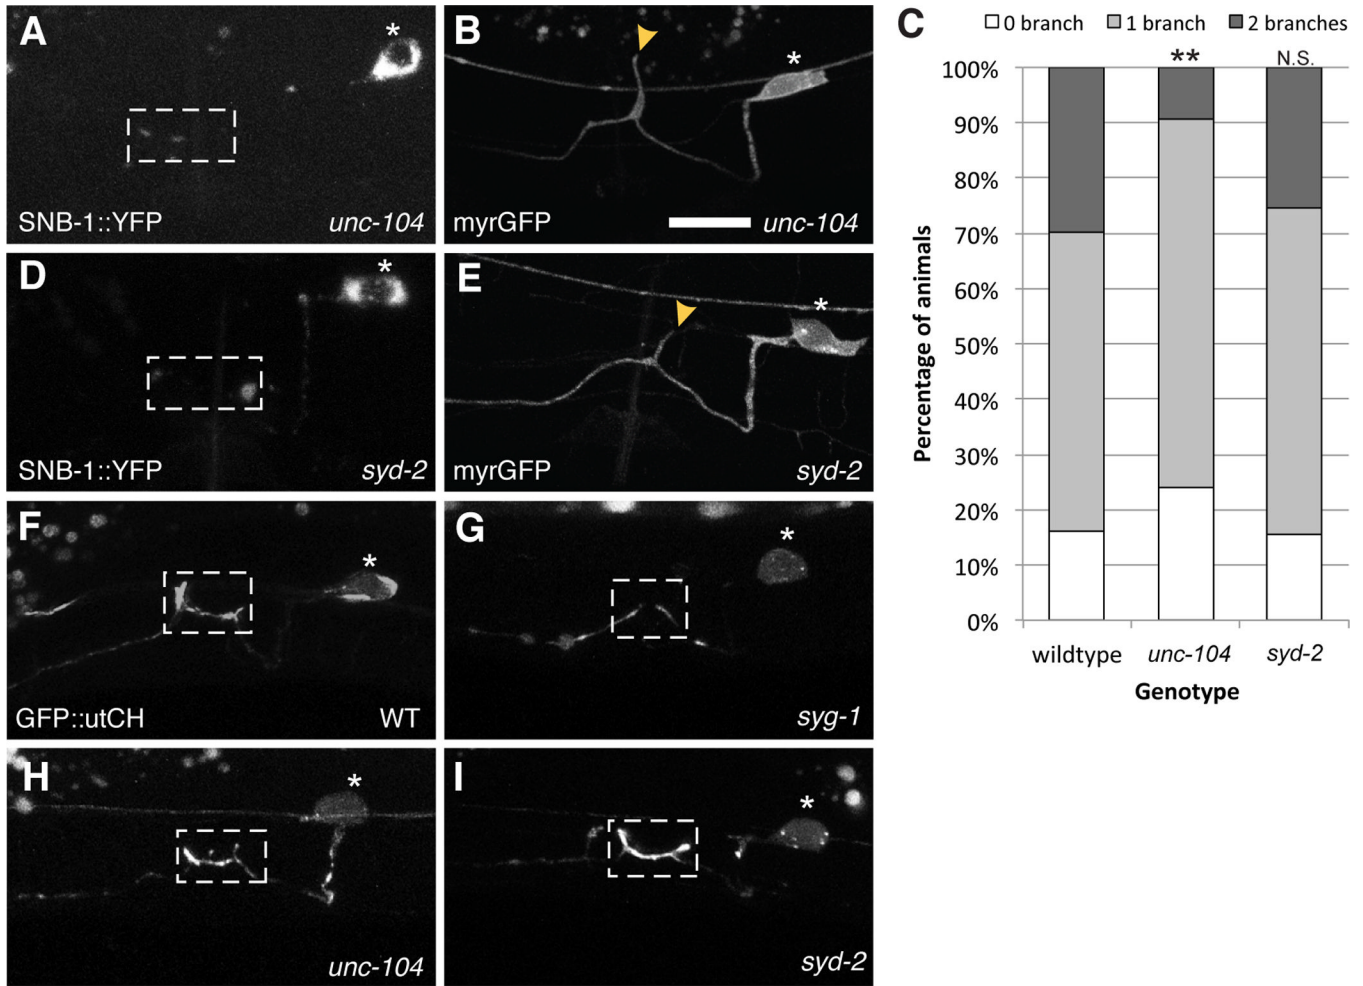 A
*
SNB-1::YFP unc-104
B
*
myrGFP unc-104
C
0 branch 1 branch 2 branches
** N.S.
100%
90%
80%
70%
60%
50%
40%
30%
20%
10%
0%
Percentage of animals
wildtype unc-104 syd-2
Genotype
D
*
SNB-1::YFP syd-2
E
*
myrGFP syd-2
F
*
GFP::utCH WT
G
*
syg-1
H
*
unc-104
I
*
syd-2